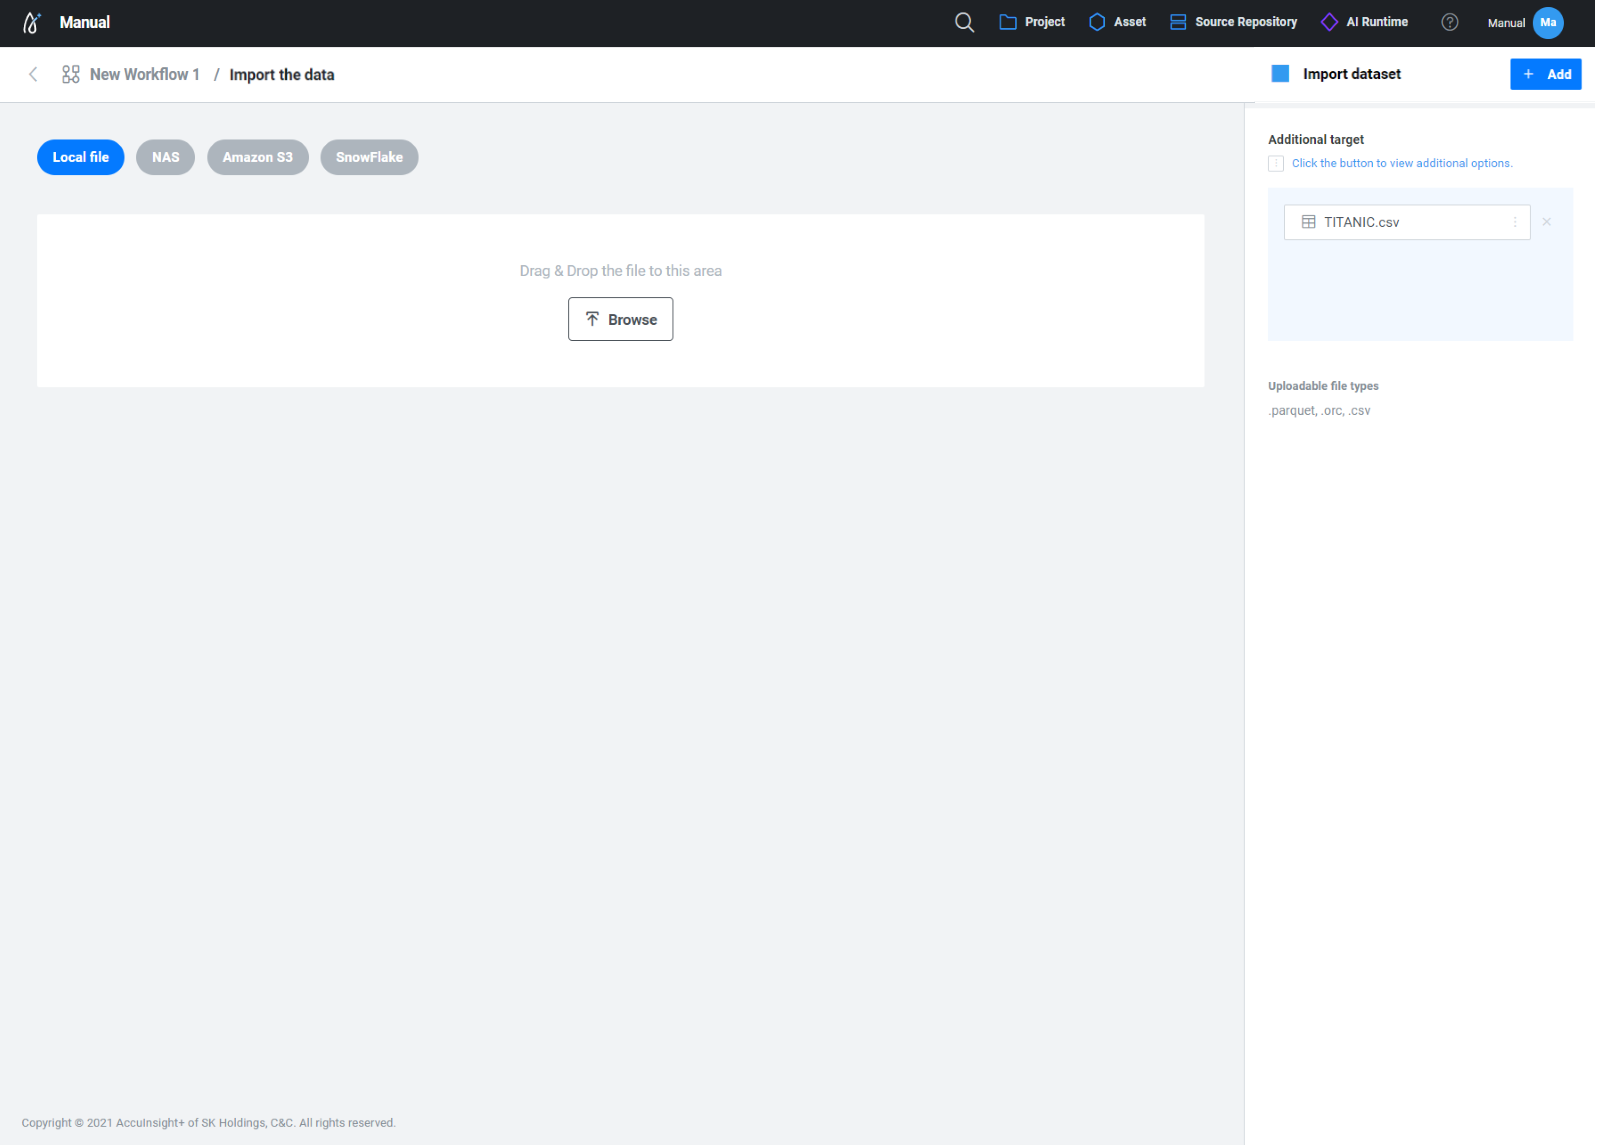 Manual
Project
Asset
Source Repository
AI Runtime
?
Manual
Ma
New Workflow 1 / Import the data
Import dataset
+ Add
Local file
NAS
Amazon S3
SnowFlake
Drag & Drop the file to this area
Browse
Additional target
Click the button to view additional options.
TITANIC.csv
Uploadable file types
.parquet, .orc, .csv
Copyright © 2021 AccuInsight+ of SK Holdings, C&C. All rights reserved.